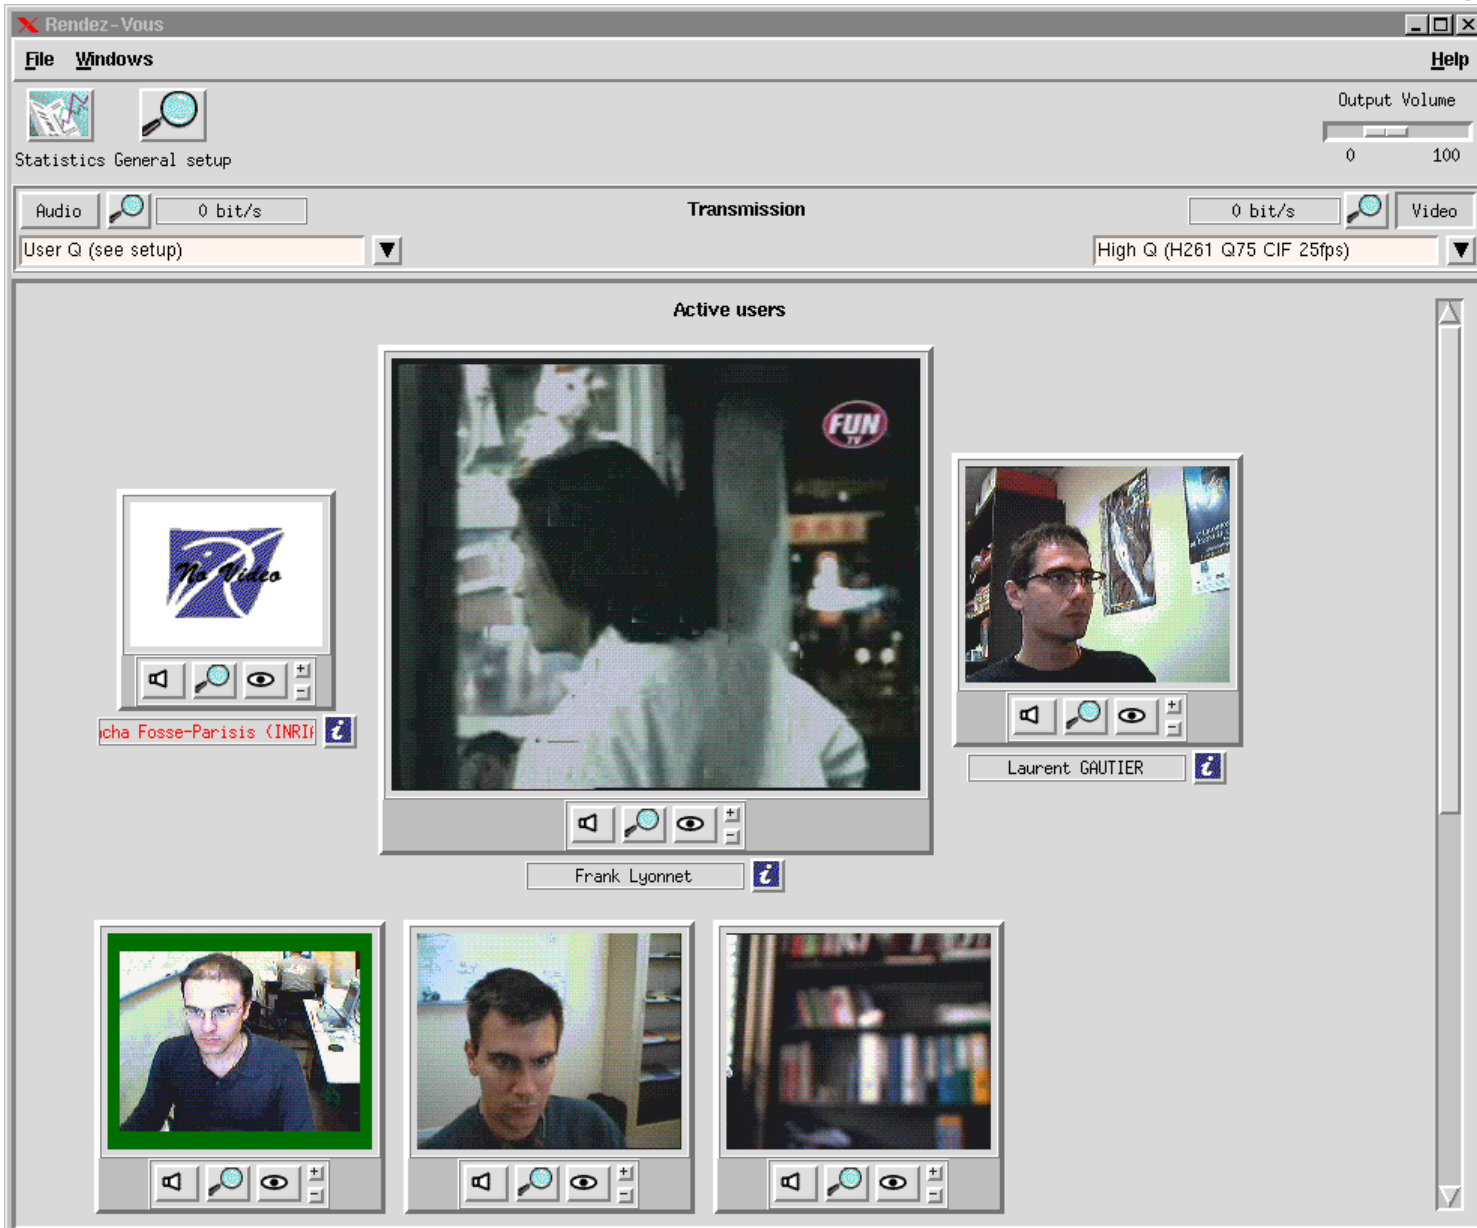 Rendez-Vous
File Windows Help
Output Volume
0 100
Statistics General setup
Audio 0 bit/s Transmission 0 bit/s Video
User Q (see setup) High Q (H261 Q75 CIF 25fps)
Active users
FUN
TV
No Video
cha Fosse-Parisis (INRI
Laurent GAUTIER
Frank Lyonnet